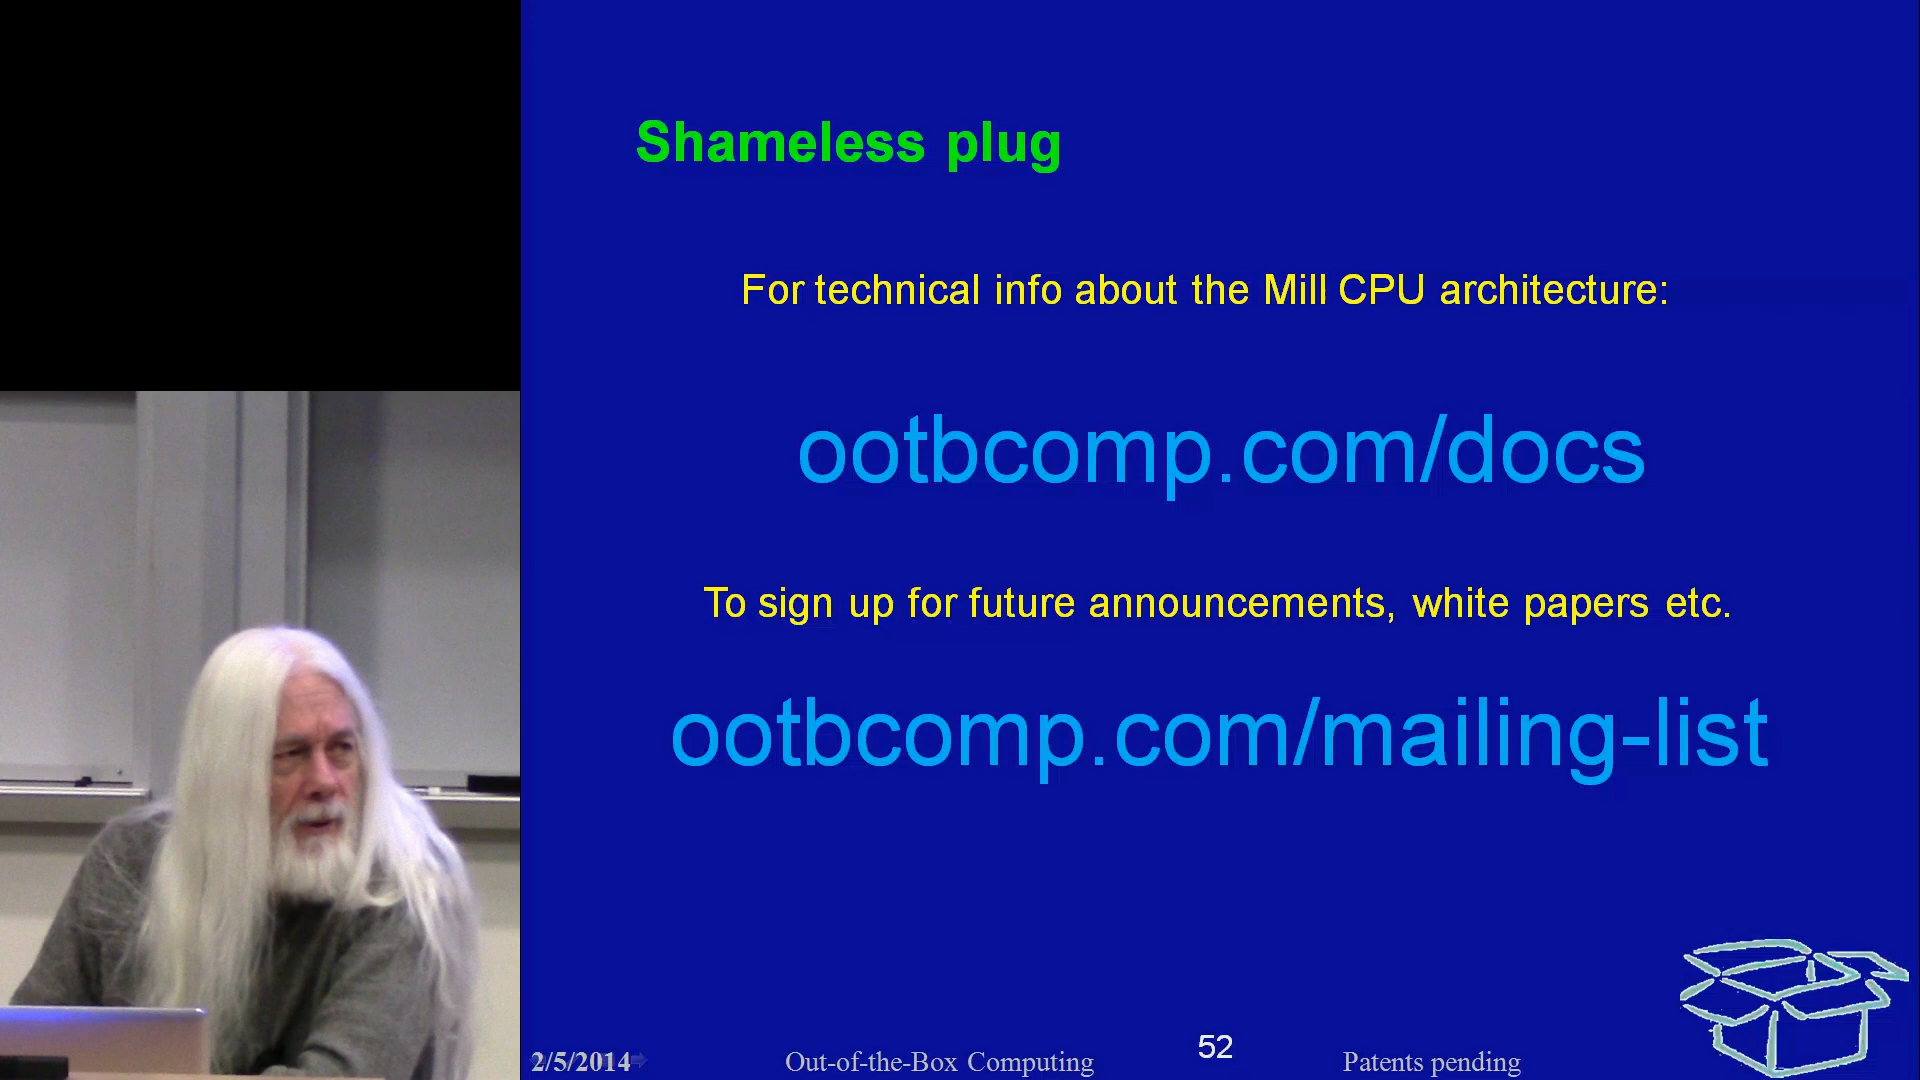 Shameless plug
For technical info about the Mill CPU architecture:
ootbcomp.com/docs
To sign up for future announcements, white papers etc.
ootbcomp.com/mailing-list
2/5/2014
Out-of-the-Box Computing
52
Patents pending